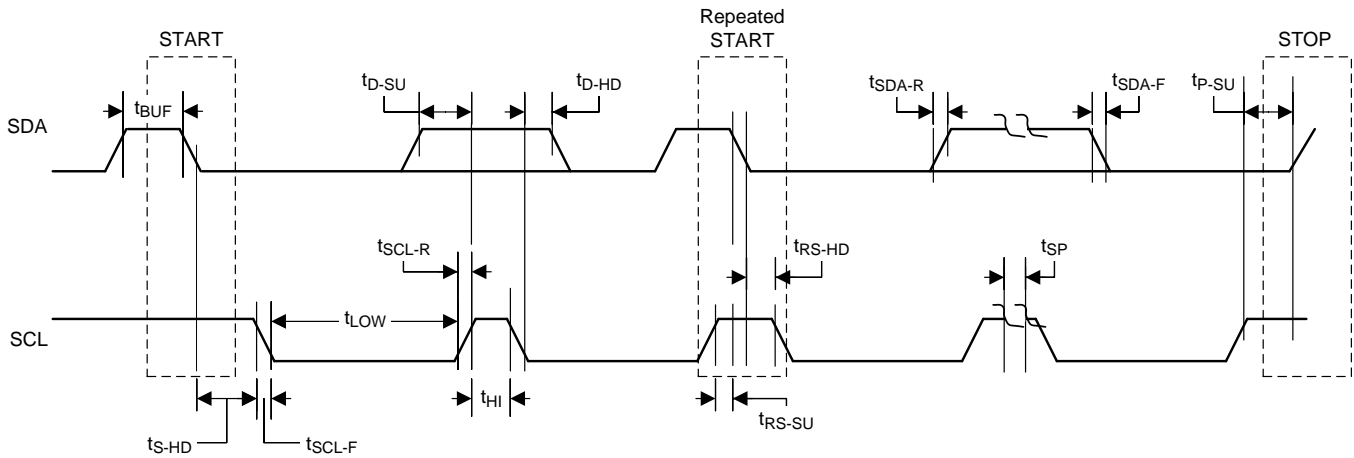 Repeated
START
START
STOP
tD-SU
tD-HD
tSDA-R
tSDA-F
tP-SU
tBUF
SDA
tSCL-R
tRS-HD
tSP
tLOW
SCL
tHI
tRS-SU
tS-HD
tSCL-F